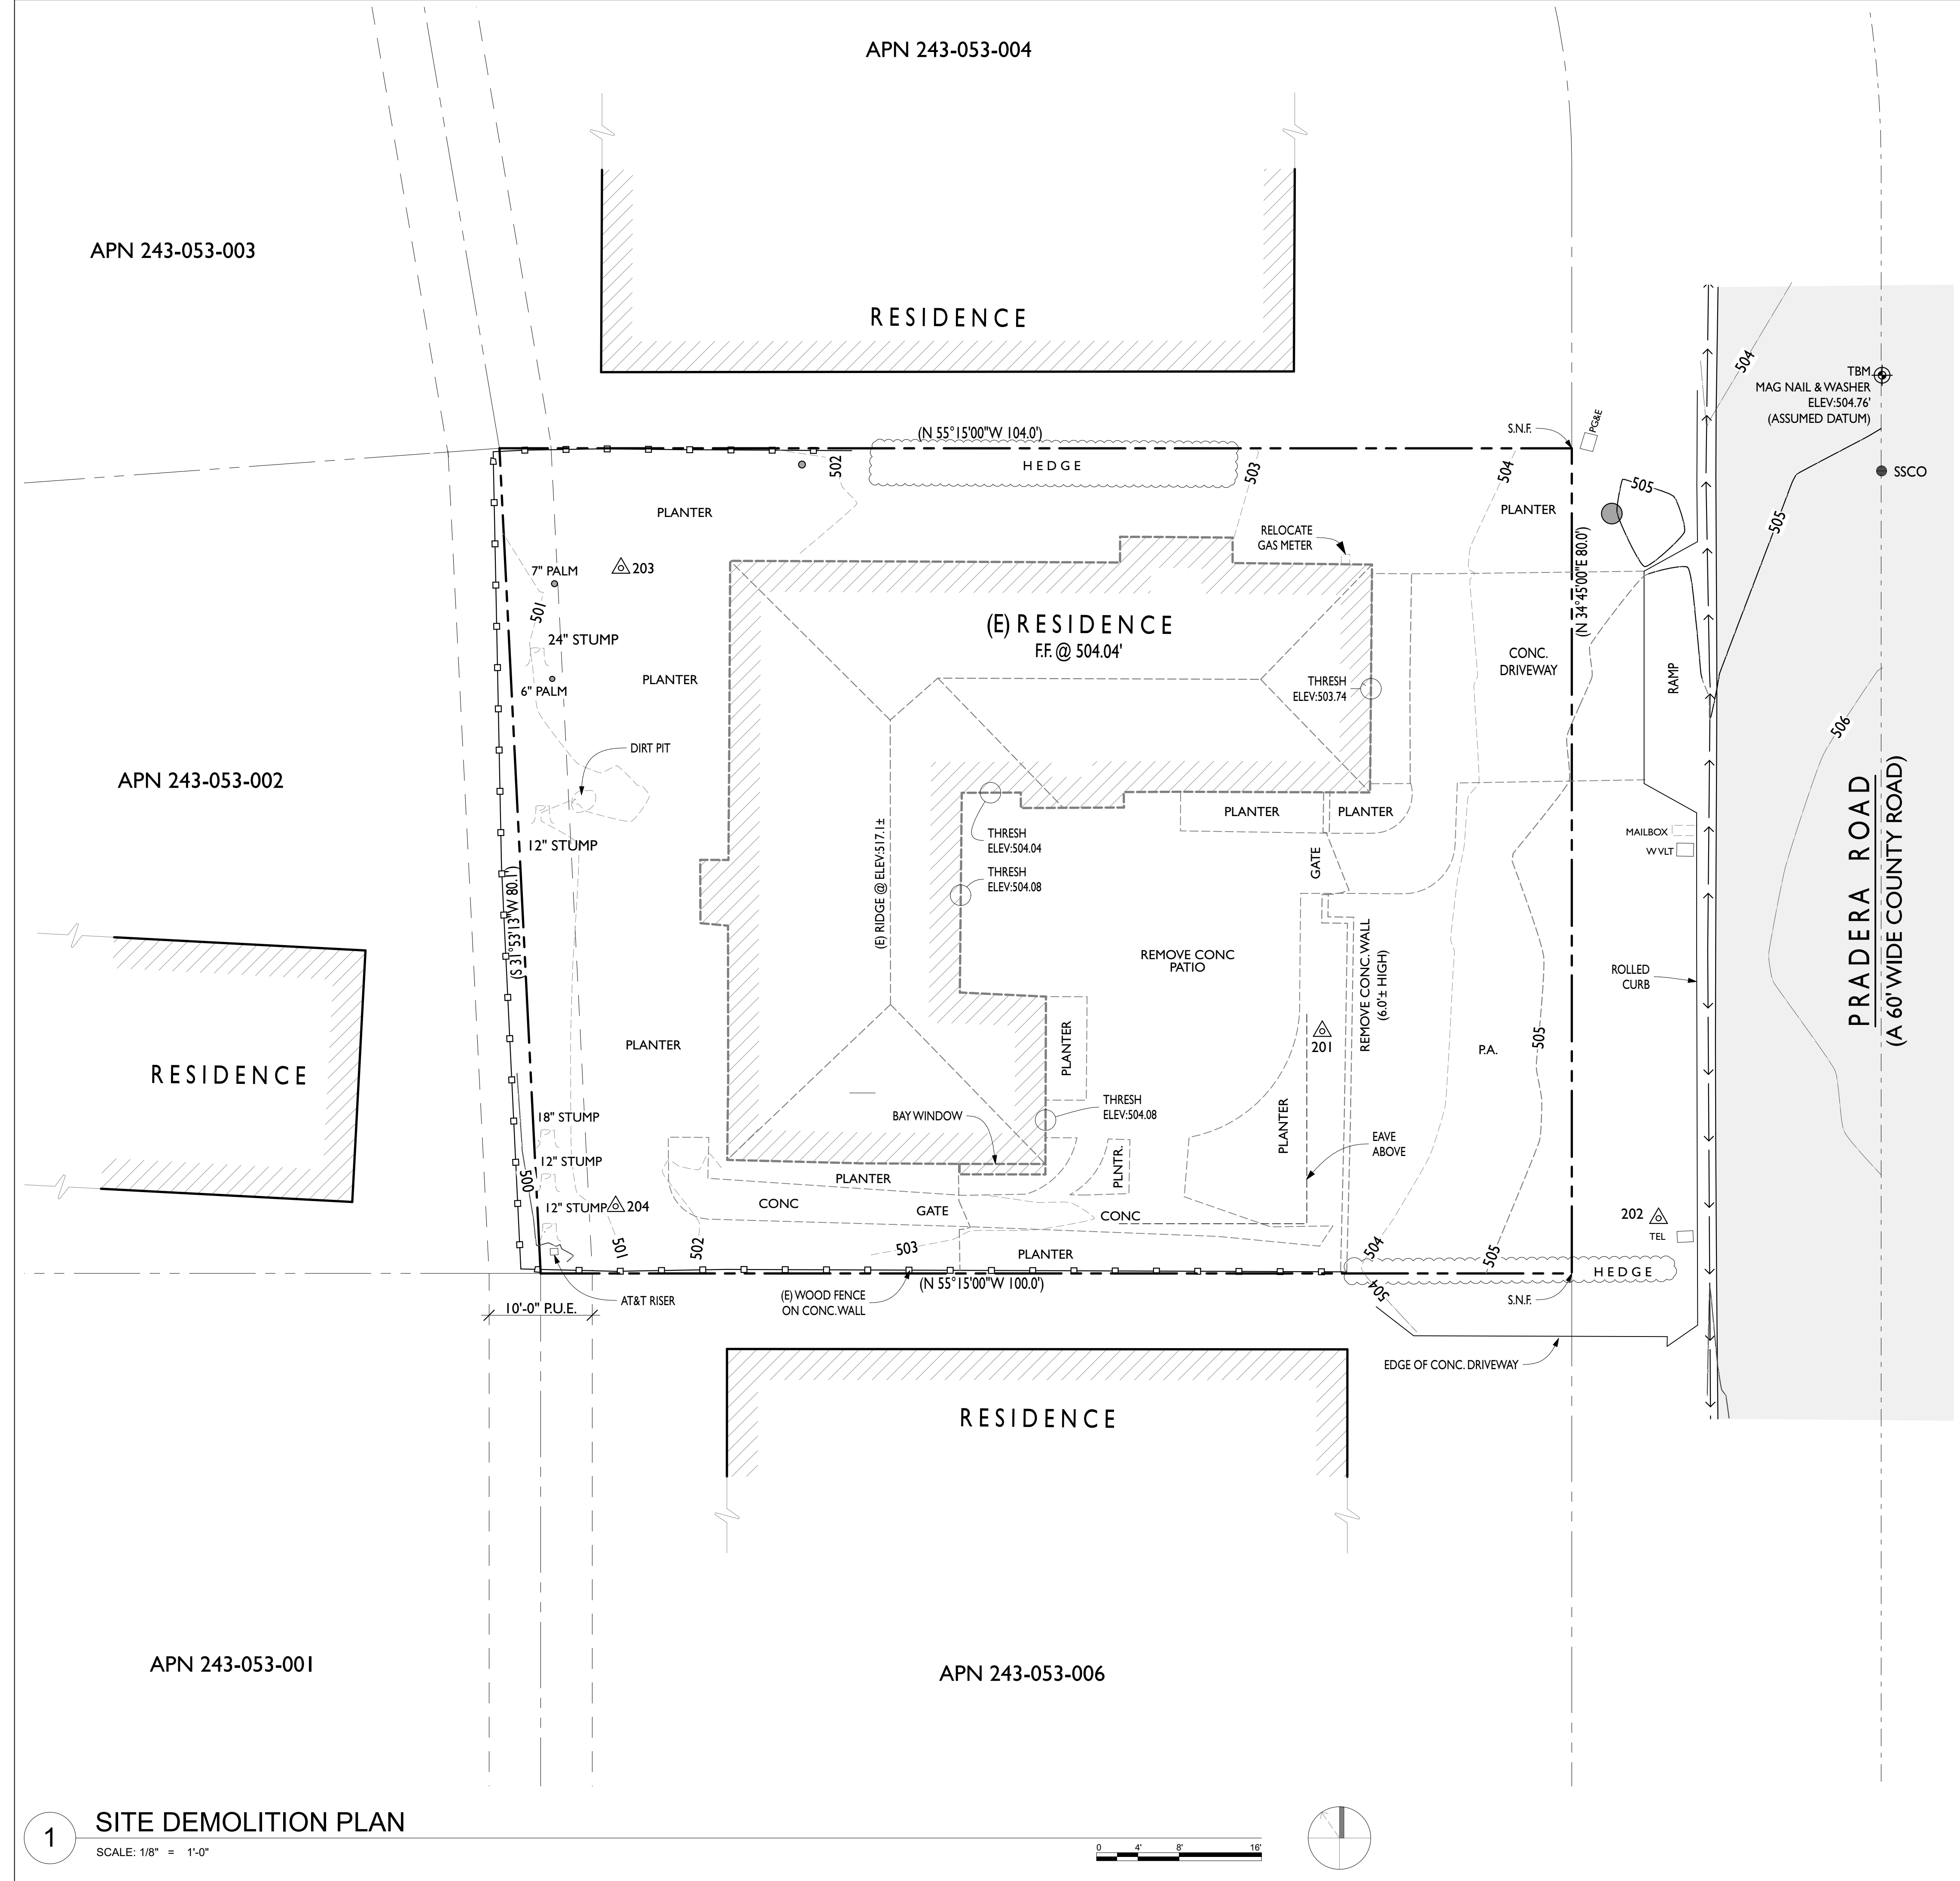 APN 243-053-004
APN 243-053-003
RESIDENCE
504
TBM
MAG NAIL & WASHER
ELEV:504.76'
(ASSUMED DATUM)
PG&E
S.N.F.
(N 55°15'00"W 104.0')
HEDGE
502
503
504
505
SSCO
PLANTER
PLANTER
505
RELOCATE
GAS METER
(N 34°45'00"E 80.0')
7" PALM
203
501
24" STUMP
6" PALM
PLANTER
(E) RESIDENCE
F.F. @ 504.04'
THRESH
ELEV:503.74
CONC.
DRIVEWAY
RAMP
506
DIRT PIT
APN 243-053-002
12" STUMP
(E) RIDGE @ ELEV:517.1±
THRESH
ELEV:504.04
THRESH
ELEV:504.08
PLANTER
PLANTER
GATE
MAILBOX
W VLT
PRADERA ROAD
(A 60' WIDE COUNTY ROAD)
(S 31°53'13"W 80.1')
REMOVE CONC
PATIO
REMOVE CONC. WALL
(6.0'± HIGH)
ROLLED
CURB
RESIDENCE
PLANTER
PLANTER
201
P.A.
505
18" STUMP
BAY WINDOW
THRESH
ELEV:504.08
PLANTER
EAVE
ABOVE
12" STUMP
500
PLANTER
PLNTR.
12" STUMP
204
CONC
GATE
CONC
202
TEL
501
502
503
PLANTER
504
505
HEDGE
(N 55°15'00"W 100.0')
504
S.N.F.
10'-0" P.U.E.
AT&T RISER
(E) WOOD FENCE
ON CONC. WALL
EDGE OF CONC. DRIVEWAY
RESIDENCE
APN 243-053-001
APN 243-053-006
1
SITE DEMOLITION PLAN
SCALE: 1/8" = 1'-0"
0 4' 8' 16'